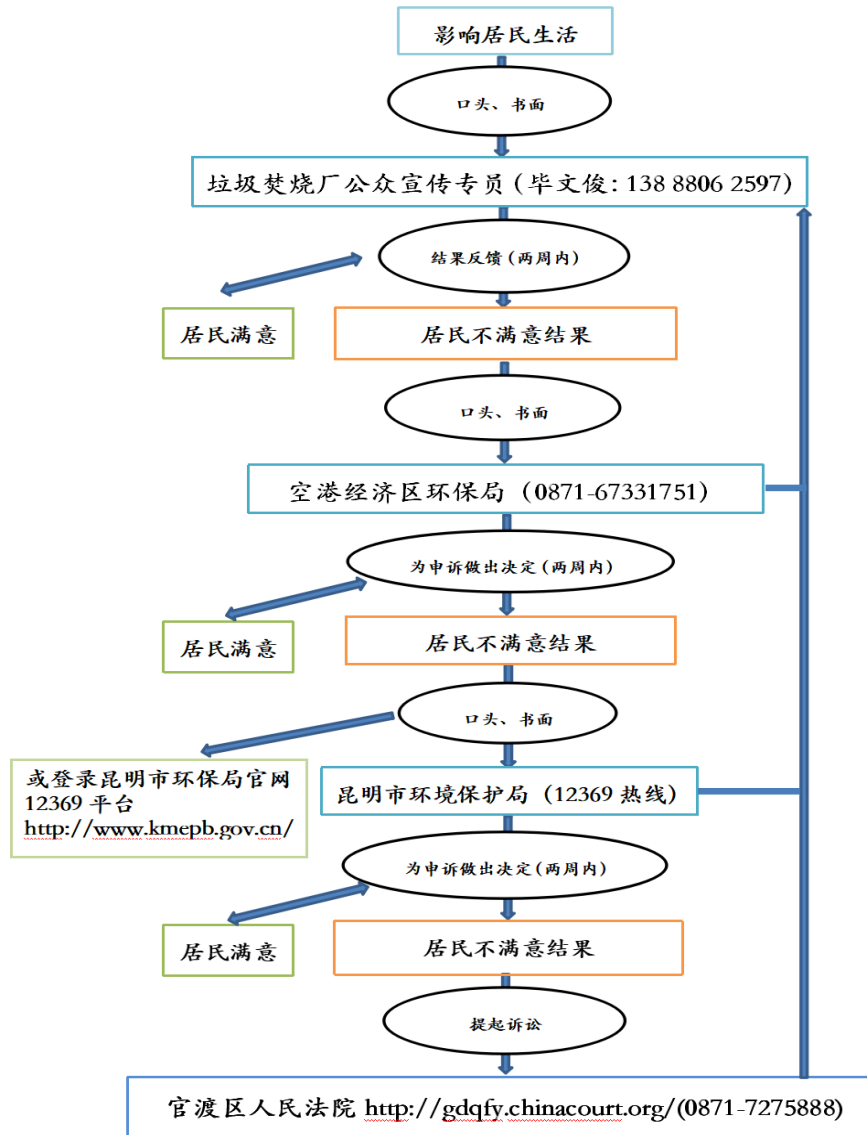 影响居民生活
口头、书面
垃圾焚烧厂公众宣传专员（毕文俊：138 8806 2597）
结果反馈（两周内）
居民满意
居民不满意结果
口头、书面
空港经济区环保局（0871-67331751）
为申诉做出决定（两周内）
居民满意
居民不满意结果
口头、书面
或登录昆明市环保局官网
12369 平台
http://www.kmepb.gov.cn/
昆明市环境保护局（12369 热线）
为申诉做出决定（两周内）
居民满意
居民不满意结果
提起诉讼
官渡区人民法院 http://gdqfy.chinacourt.org/(0871-7275888)